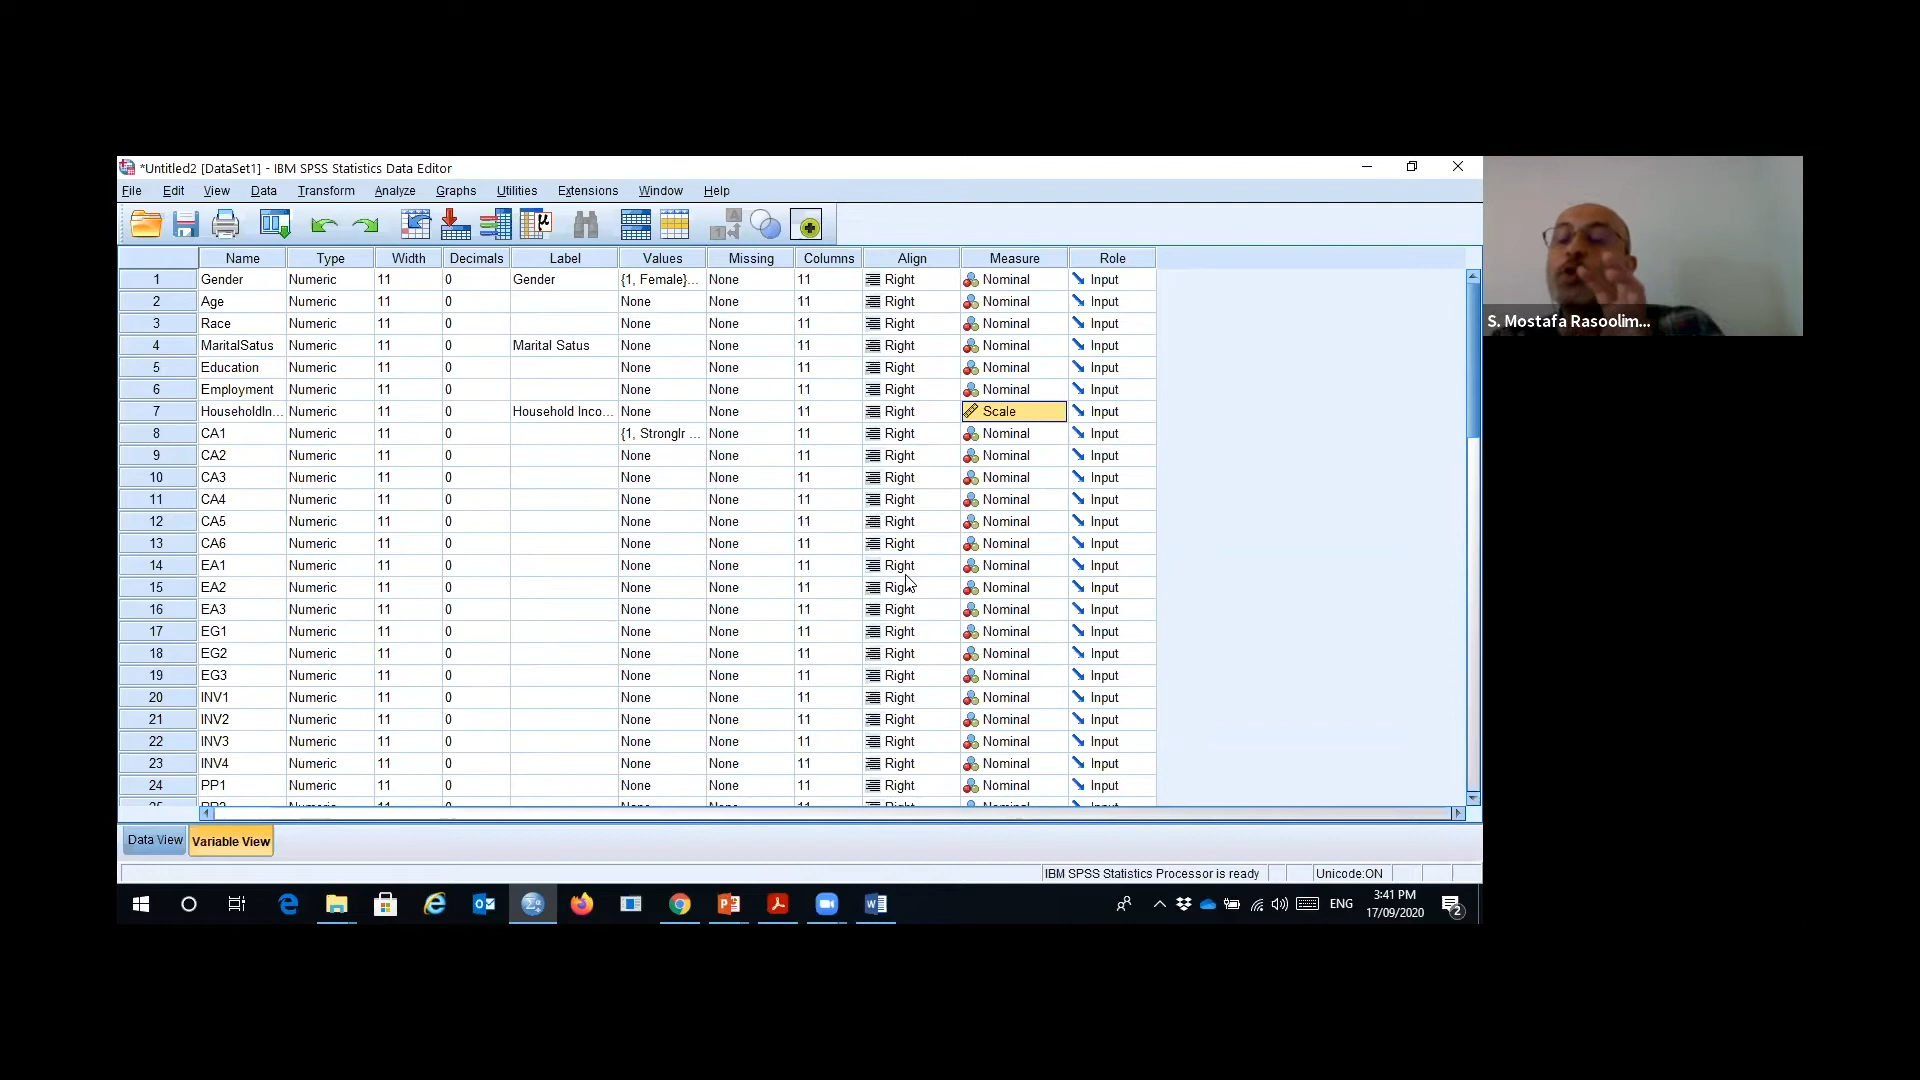 *Untitled2 [DataSet1] - IBM SPSS Statistics Data Editor
File Edit View Data Transform Analyze Graphs Utilities Extensions Window Help
Name Type Width Decimals Label Values Missing Columns Align Measure Role
1 Gender Numeric 11 0 Gender {1, Female}... None 11 Right Nominal Input
2 Age Numeric 11 0 None None 11 Right Nominal Input
3 Race Numeric 11 0 None None 11 Right Nominal Input
4 MaritalSatus Numeric 11 0 Marital Satus None None 11 Right Nominal Input
5 Education Numeric 11 0 None None 11 Right Nominal Input
6 Employment Numeric 11 0 None None 11 Right Nominal Input
7 HouseholdIn... Numeric 11 0 Household Inco... None None 11 Right Scale Input
8 CA1 Numeric 11 0 {1, Stronglr ... None 11 Right Nominal Input
9 CA2 Numeric 11 0 None None 11 Right Nominal Input
10 CA3 Numeric 11 0 None None 11 Right Nominal Input
11 CA4 Numeric 11 0 None None 11 Right Nominal Input
12 CA5 Numeric 11 0 None None 11 Right Nominal Input
13 CA6 Numeric 11 0 None None 11 Right Nominal Input
14 EA1 Numeric 11 0 None None 11 Right Nominal Input
15 EA2 Numeric 11 0 None None 11 Right Nominal Input
16 EA3 Numeric 11 0 None None 11 Right Nominal Input
17 EG1 Numeric 11 0 None None 11 Right Nominal Input
18 EG2 Numeric 11 0 None None 11 Right Nominal Input
19 EG3 Numeric 11 0 None None 11 Right Nominal Input
20 INV1 Numeric 11 0 None None 11 Right Nominal Input
21 INV2 Numeric 11 0 None None 11 Right Nominal Input
22 INV3 Numeric 11 0 None None 11 Right Nominal Input
23 INV4 Numeric 11 0 None None 11 Right Nominal Input
24 PP1 Numeric 11 0 None None 11 Right Nominal Input
Data View Variable View
IBM SPSS Statistics Processor is ready Unicode:ON
ENG 3:41 PM
17/09/2020 2
S. Mostafa Rasoolim...